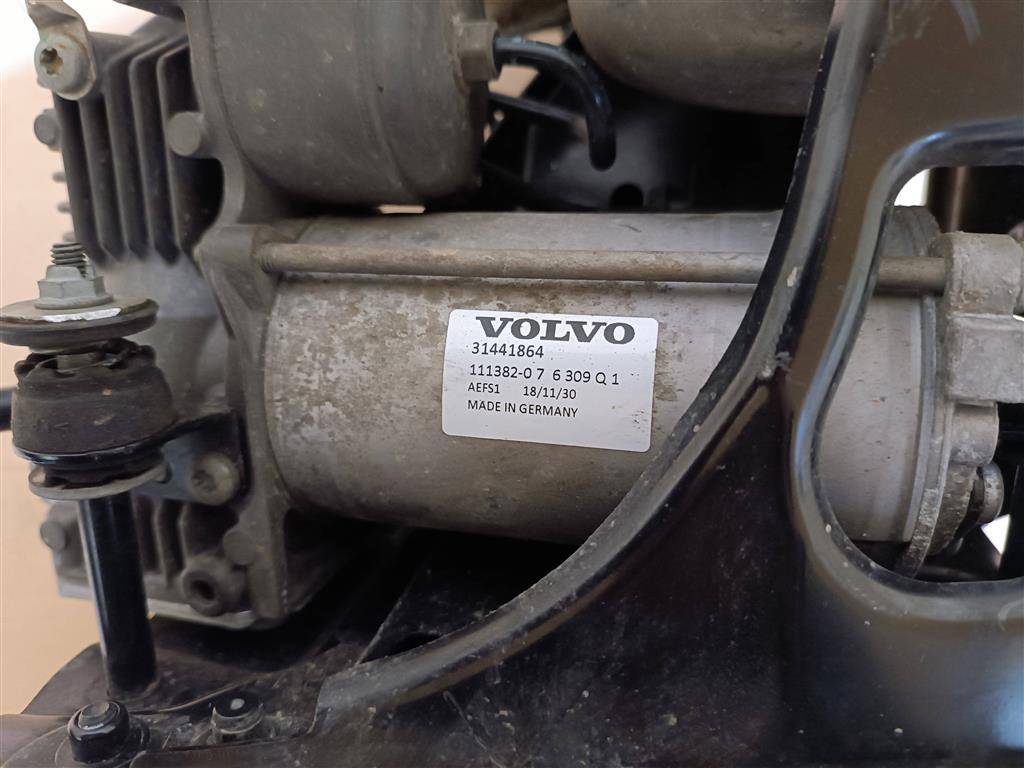 VOLVO
31441864
111382-0 7 6 309 Q 1
AEFS1 18/11/30
MADE IN GERMANY